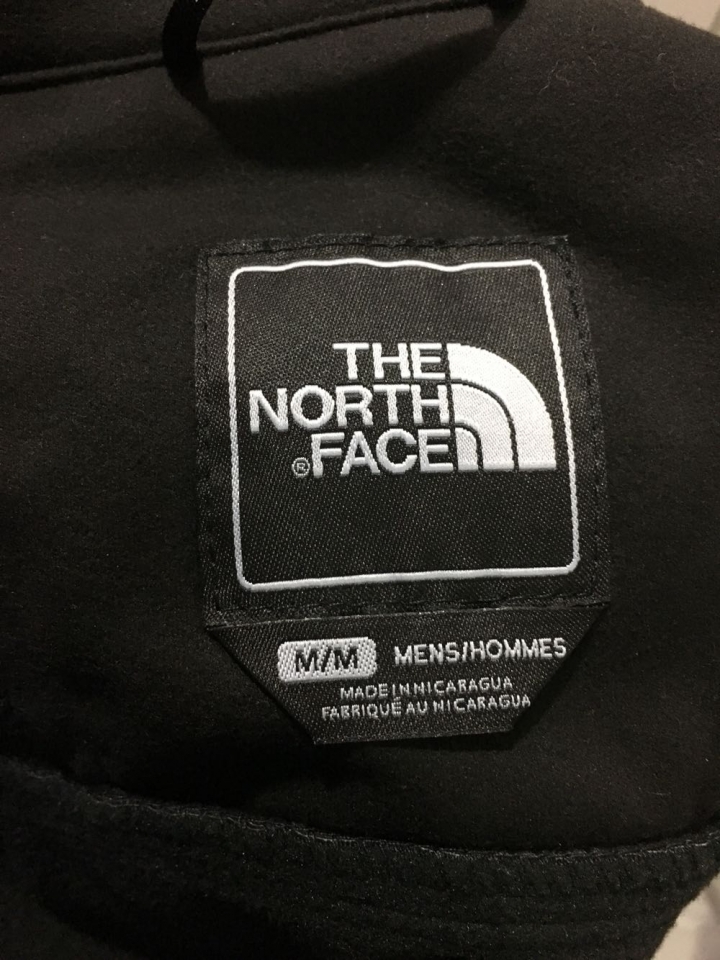 THE
NORTH
®FACE
M/M MENS/HOMMES
MADE IN NICARAGUA
FABRIQUÉ AU NICARAGUA